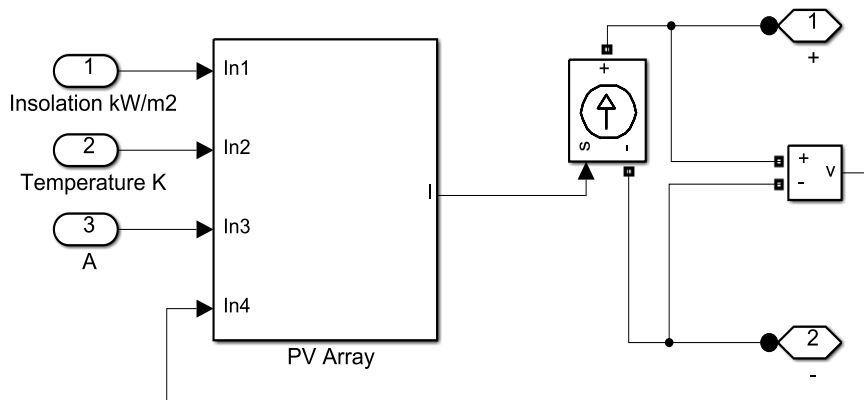 1
Insolation kW/m2
In1
2
Temperature K
In2
3
A
In3
In4
I
PV Array
+
s
-
1
+
+
-
v
2
-